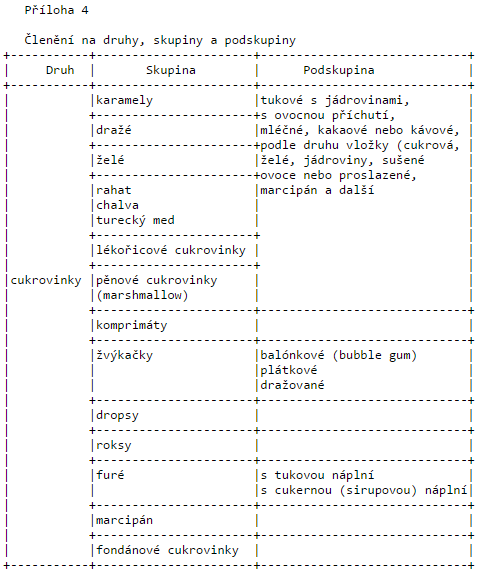 Příloha 4
Členění na druhy, skupiny a podskupiny
Druh Skupina Podskupina
karamely tukové s jádrovinami,
s ovocnou příchutí,
dražé mléčné, kakaové nebo kávové,
podle druhu vložky (cukrová,
želé želé, jádroviny, sušené
ovoce nebo proslazené,
rahat marcipán a další
chalva
turecký med
lékořicové cukrovinky
cukrovinky pěnové cukrovinky
(marshmallow)
komprimáty
žvýkačky balónkové (bubble gum)
plátkové
dražované
dropsy
roksy
furé s tukovou náplní
s cukernou (sirupovou) náplní
marcipán
fondánové cukrovinky